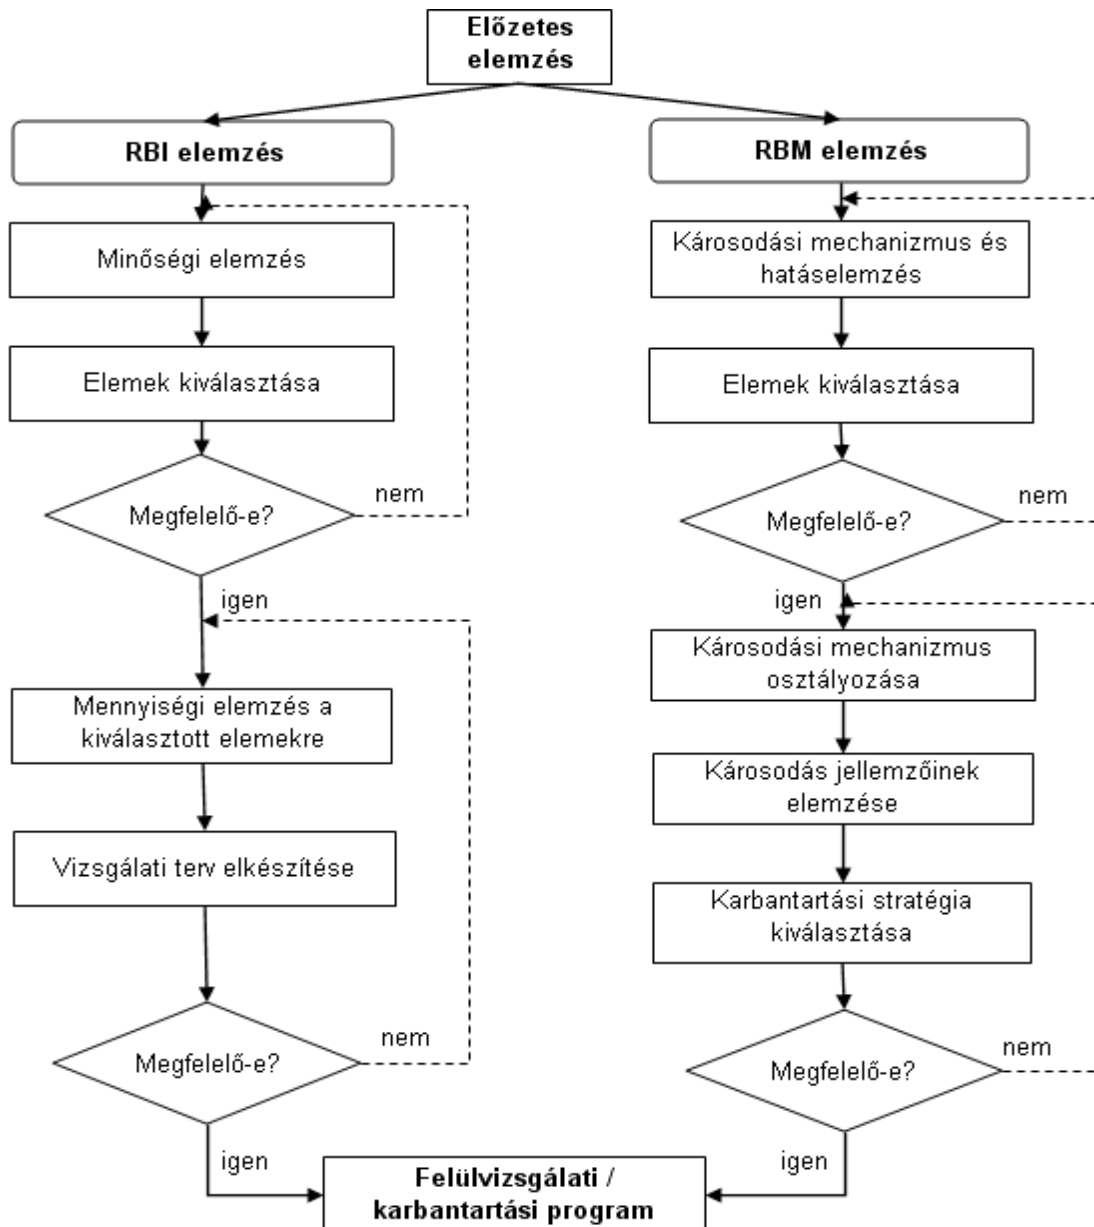 Előzetes
elemzés
RBI elemzés
Minőségi elemzés
Elemek kiválasztása
Megfelelő-e?
nem
igen
Mennyiségi elemzés a
kiválasztott elemekre
Vizsgálati terv elkészítése
Megfelelő-e?
nem
igen
RBM elemzés
Károsodási mechanizmus és
hatáselemzés
Elemek kiválasztása
Megfelelő-e?
nem
igen
Károsodási mechanizmus
osztályozása
Károsodás jellemzőinek
elemzése
Karbantartási stratégia
kiválasztása
Megfelelő-e?
nem
igen
Felülvizsgálati /
karbantartási program